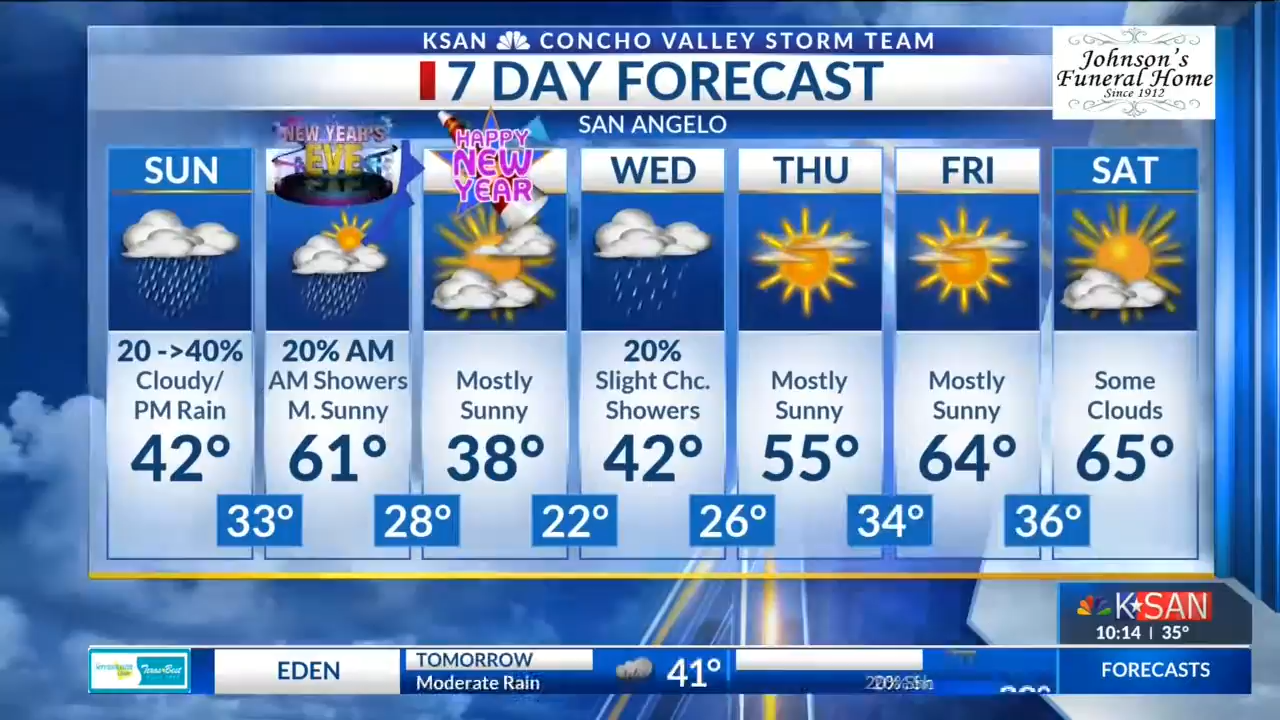 KSAN CONCHO VALLEY STORM TEAM
7 DAY FORECAST
Johnson's
Funeral Home
Since 1912
SAN ANGELO
SUN
NEW YEAR'S
EVE
HAPPY
NEW
YEAR
WED
THU
FRI
SAT
20 ->40%
Cloudy/
PM Rain
42°
20% AM
AM Showers
M. Sunny
61°
Mostly
Sunny
38°
20%
Slight Chc.
Showers
42°
Mostly
Sunny
55°
Mostly
Sunny
64°
Some
Clouds
65°
33°
28°
22°
26°
34°
36°
KSAN
10:14 | 35°
EDEN
TOMORROW
Moderate Rain
41°
FORECASTS